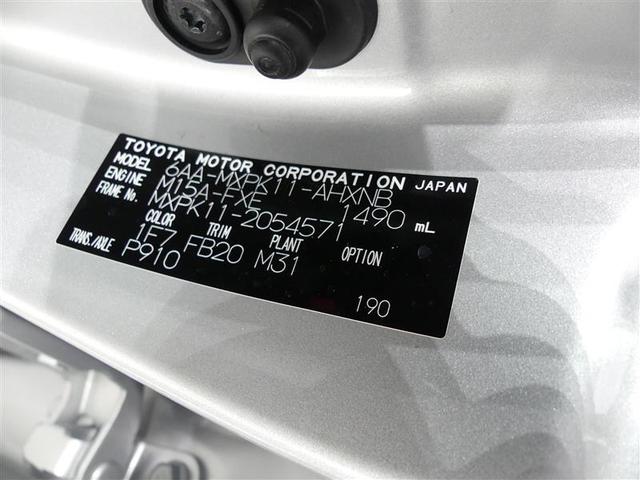 TOYOTA MOTOR CORPORATION JAPAN
MODEL 6AA-MXPK11-AHXNB
ENGINE M15A-FXE 1490 mL
FRAME No. MXPK11-2054571
COLOR TRIM PLANT OPTION
1F7 FB20 M31
TRANS./AXLE P910
190